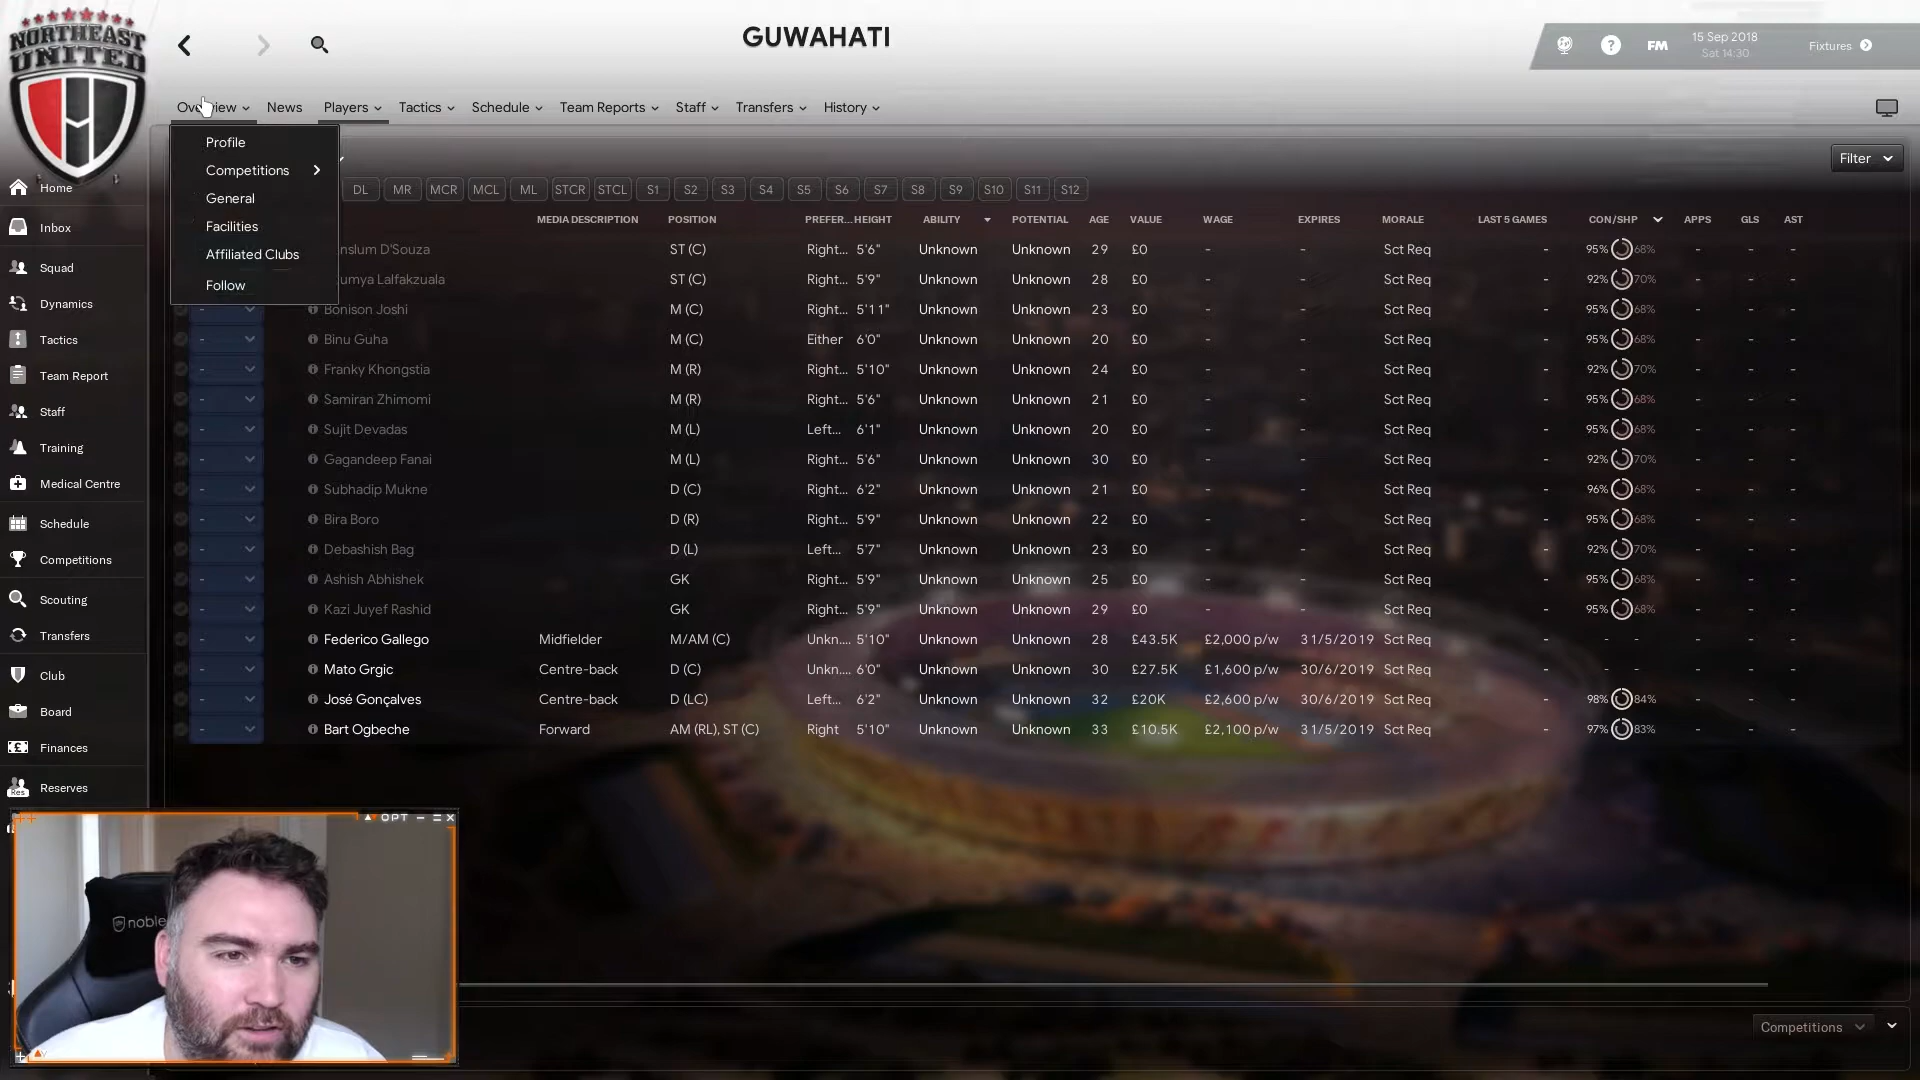 NORTHEAST
UNITED
GUWAHATI
15 Sep 2018
Sat 14:30
FM
Fixtures
News Players Tactics Schedule Team Reports Staff Transfers History
Profile
Competitions
General
Facilities
Affiliated Clubs
Follow
Filter
DL MR MCR MCL ML STCR STCL S1 S2 S3 S4 S5 S6 S7 S8 S9 S10 S11 S12
MEDIA DESCRIPTION POSITION PREFER... HEIGHT ABILITY POTENTIAL AGE VALUE WAGE EXPIRES MORALE LAST 5 GAMES CON/SHP APPS GLS AST
D'Souza ST (C) Right... 5'6" Unknown Unknown 29 £0 - - Sct Req - 95% 68% - - -
Lalfakzuala ST (C) Right... 5'9" Unknown Unknown 28 £0 - - Sct Req - 92% 70% - - -
- Bonison Joshi M (C) Right... 5'11" Unknown Unknown 23 £0 - - Sct Req - 95% 68% - - -
- Binu Guha M (C) Either 6'0" Unknown Unknown 20 £0 - - Sct Req - 95% 68% - - -
- Franky Khongstia M (R) Right... 5'10" Unknown Unknown 24 £0 - - Sct Req - 92% 70% - - -
- Samiran Zhimomi M (R) Right... 5'6" Unknown Unknown 21 £0 - - Sct Req - 95% 68% - - -
- Sujit Devadas M (L) Left... 6'1" Unknown Unknown 20 £0 - - Sct Req - 95% 68% - - -
- Gagandeep Fanai M (L) Right... 5'6" Unknown Unknown 30 £0 - - Sct Req - 92% 70% - - -
- Subhadip Mukne D (C) Right... 6'2" Unknown Unknown 21 £0 - - Sct Req - 96% 68% - - -
- Bira Boro D (R) Right... 5'9" Unknown Unknown 22 £0 - - Sct Req - 95% 68% - - -
- Debashish Bag D (L) Left... 5'7" Unknown Unknown 23 £0 - - Sct Req - 92% 70% - - -
- Ashish Abhishek GK Right... 5'9" Unknown Unknown 25 £0 - - Sct Req - 95% 68% - - -
- Kazi Juyef Rashid GK Right... 5'9" Unknown Unknown 29 £0 - - Sct Req - 95% 68% - - -
- Federico Gallego Midfielder M/AM (C) Unkn.... 5'10" Unknown Unknown 28 £43.5K £2,000 p/w 31/5/2019 Sct Req - - - - - -
- Mato Grgic Centre-back D (C) Unkn.... 6'0" Unknown Unknown 30 £27.5K £1,600 p/w 30/6/2019 Sct Req - - - - - -
- José Gonçalves Centre-back D (LC) Left... 6'2" Unknown Unknown 32 £20K £2,600 p/w 30/6/2019 Sct Req - 98% 84% - - -
- Bart Ogbeche Forward AM (RL), ST (C) Right 5'10" Unknown Unknown 33 £10.5K £2,100 p/w 31/5/2019 Sct Req - 97% 83% - - -
Home
Inbox
Squad
Dynamics
Tactics
Team Report
Staff
Training
Medical Centre
Schedule
Competitions
Scouting
Transfers
Club
Board
Finances
Res
Reserves
OPT
noble
Competitions